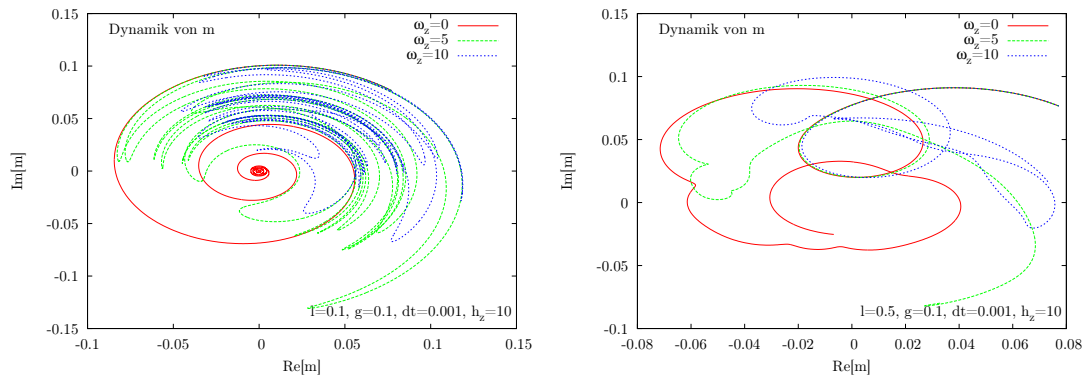 Dynamik von m
ω_z=0
ω_z=5
ω_z=10
0.15
0.1
0.05
0
-0.05
-0.1
-0.15
Im[m]
l=0.1, g=0.1, dt=0.001, h_z=10
-0.1 -0.05 0 0.05 0.1 0.15
Re[m]
Dynamik von m
ω_z=0
ω_z=5
ω_z=10
0.15
0.1
0.05
0
-0.05
-0.1
Im[m]
l=0.5, g=0.1, dt=0.001, h_z=10
-0.08 -0.06 -0.04 -0.02 0 0.02 0.04 0.06 0.08
Re[m]